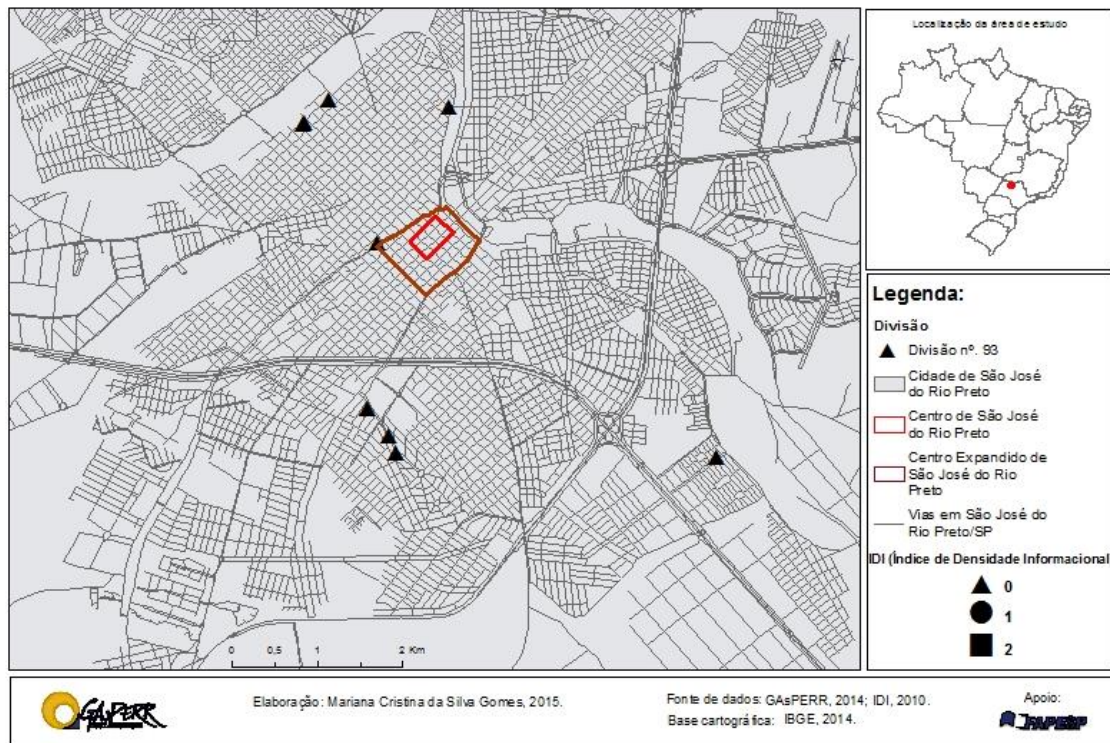 Localização da área de estudo
Legenda:
Divisão
Divisão nº. 93
Cidade de São José
do Rio Preto
Centro de São José
do Rio Preto
Centro Expandido de
São José do Rio
Preto
Vias em São José do
Rio Preto/SP
IDI (Índice de Densidade Informacional
0
1
2
0 0,5 1 2 Km
GAsPERR
Elaboração: Mariana Cristina da Silva Gomes, 2015.
Fonte de dados: GAsPERR, 2014; IDI, 2010.
Base cartográfica: IBGE, 2014.
Apoio:
FAPESP